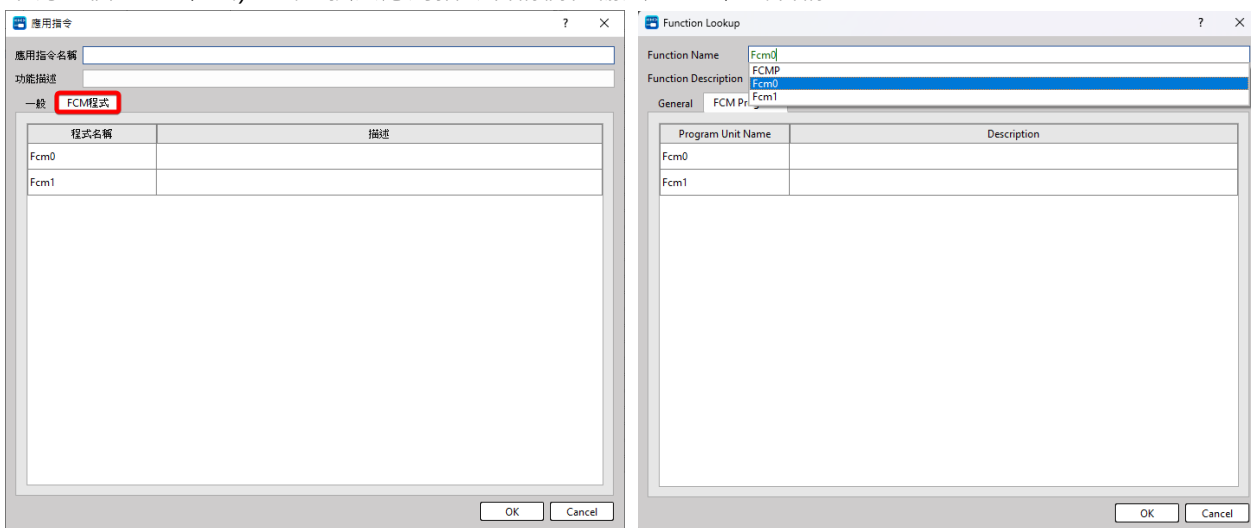 應用指令
應用指令名稱
功能描述
一般 FCM程式
程式名稱 描述
Fcm0
Fcm1
OK Cancel
Function Lookup
Function Name Fcm0
FCMP
Function Description Fcm0
Fcm1
General
Program Unit Name Description
Fcm0
Fcm1
OK Cancel